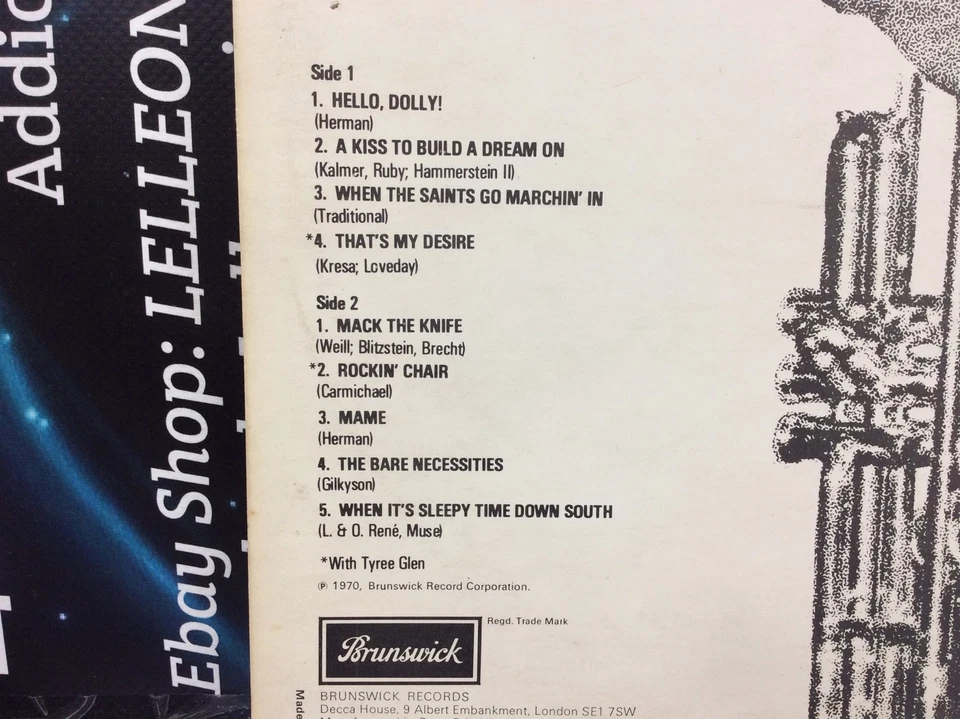 Addic
Ebay Shop: LELLEON
Side 1
1. HELLO, DOLLY!
(Herman)
2. A KISS TO BUILD A DREAM ON
(Kalmer, Ruby; Hammerstein II)
3. WHEN THE SAINTS GO MARCHIN' IN
(Traditional)
*4. THAT'S MY DESIRE
(Kresa; Loveday)
Side 2
1. MACK THE KNIFE
(Weill; Blitzstein, Brecht)
*2. ROCKIN' CHAIR
(Carmichael)
3. MAME
(Herman)
4. THE BARE NECESSITIES
(Gilkyson)
5. WHEN IT'S SLEEPY TIME DOWN SOUTH
(L. & O. René, Muse)
*With Tyree Glen
℗ 1970, Brunswick Record Corporation.
Brunswick
Regd. Trade Mark
BRUNSWICK RECORDS
Decca House, 9 Albert Embankment, London SE1 7SW
Made